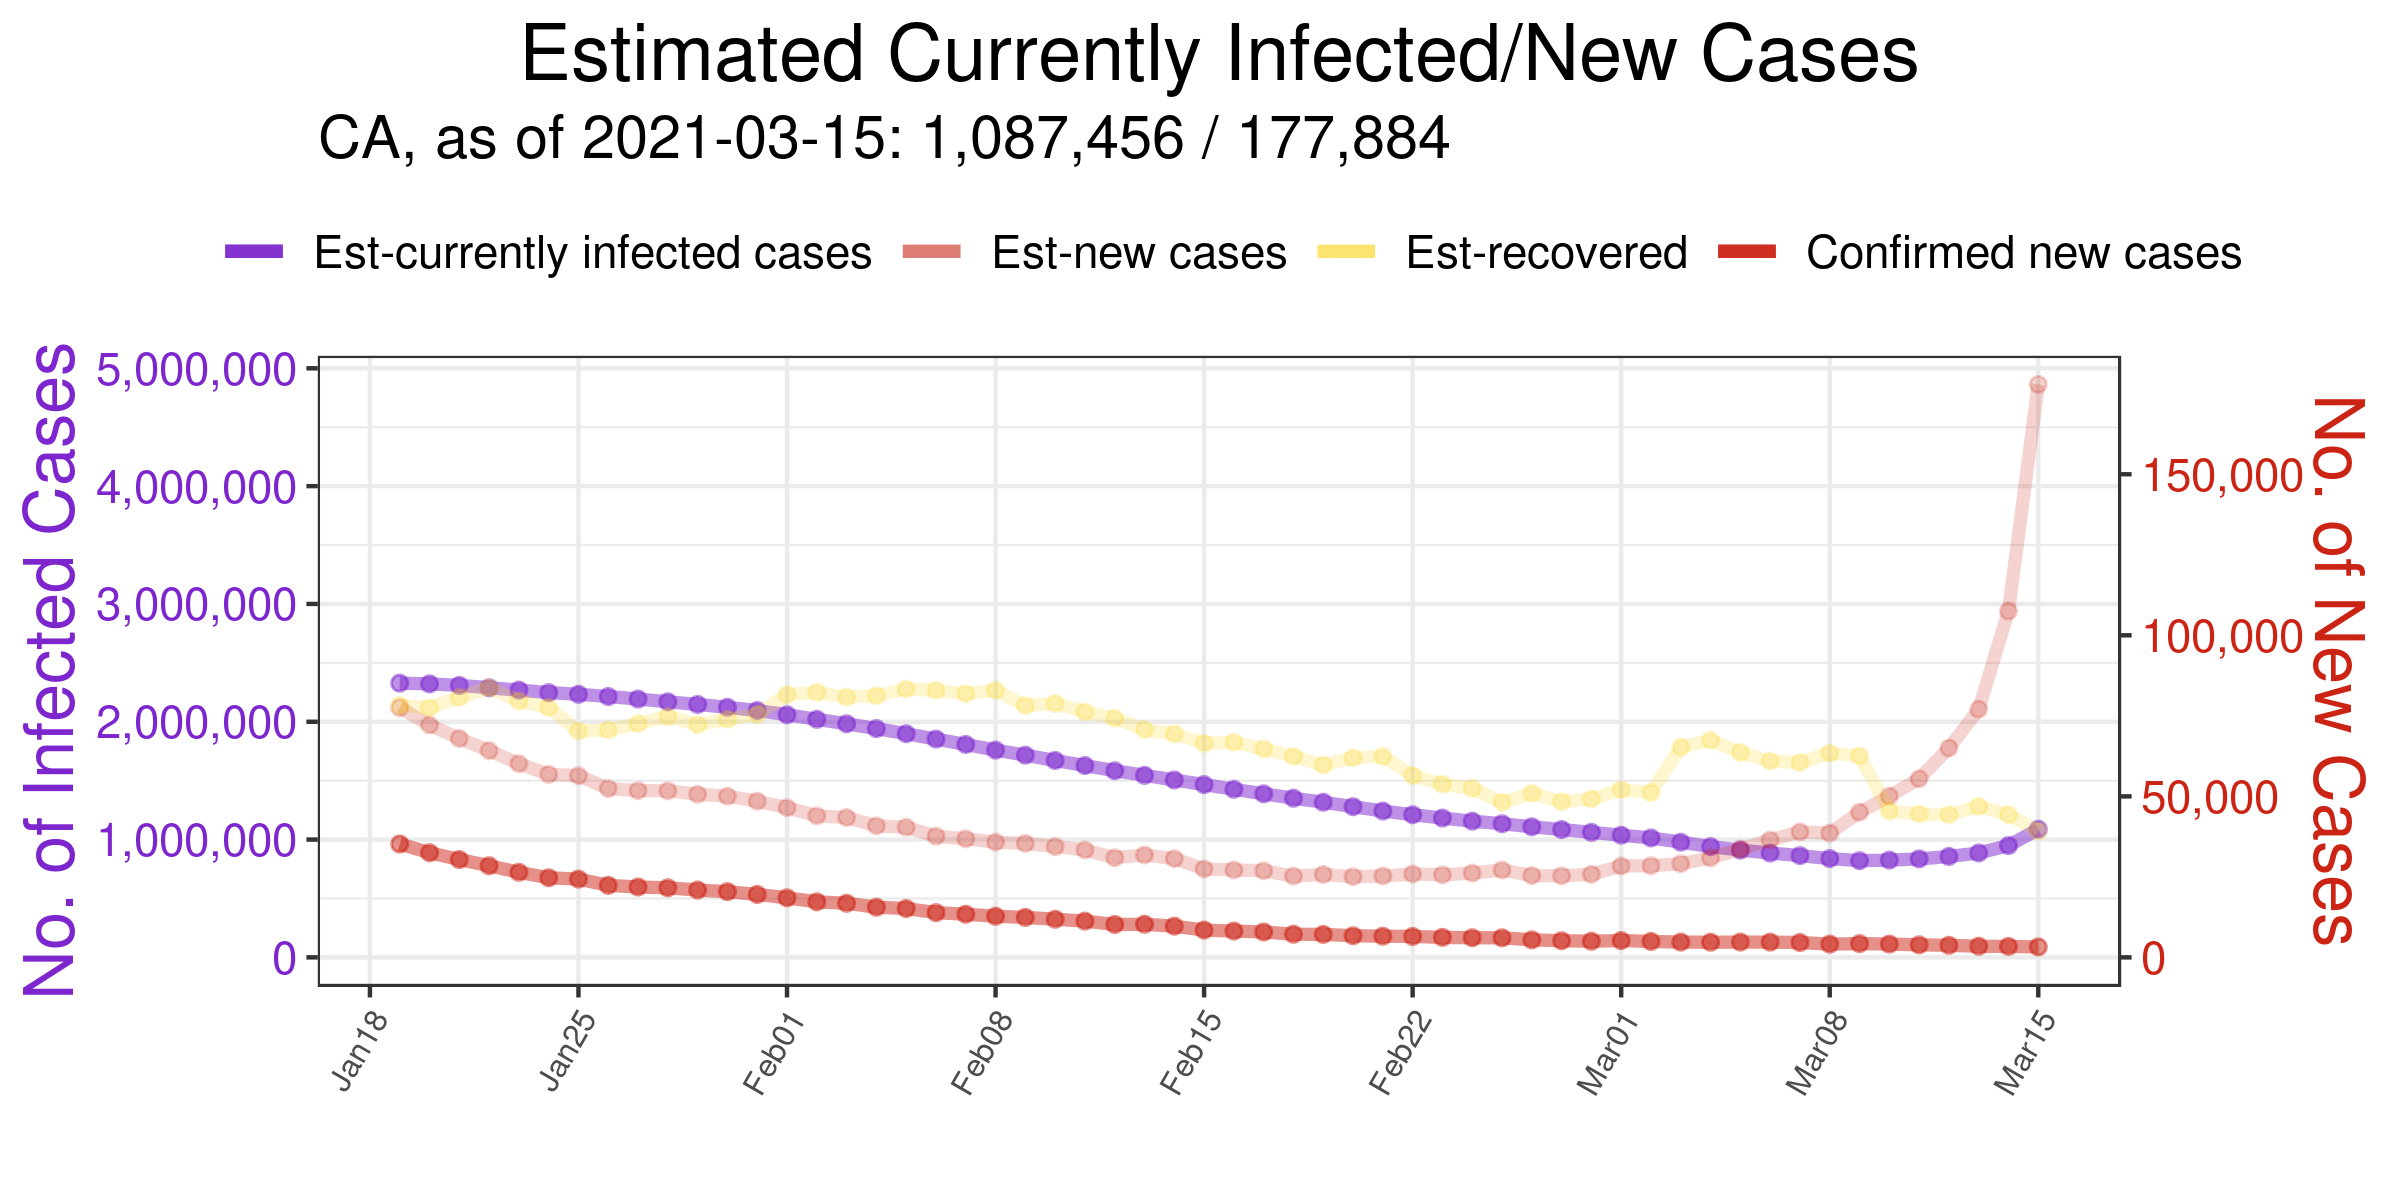 Estimated Currently Infected/New Cases
CA, as of 2021-03-15: 1,087,456 / 177,884
Est-currently infected cases Est-new cases Est-recovered Confirmed new cases
No. of Infected Cases
5,000,000
4,000,000
3,000,000
2,000,000
1,000,000
0
150,000
100,000
50,000
0
No. of New Cases
Jan18 Jan25 Feb01 Feb08 Feb15 Feb22 Mar01 Mar08 Mar15